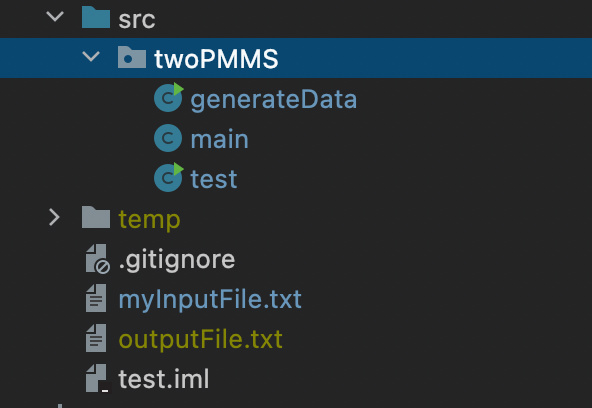 src
twoPMMS
generateData
main
test
temp
.gitignore
myInputFile.txt
outputFile.txt
test.iml